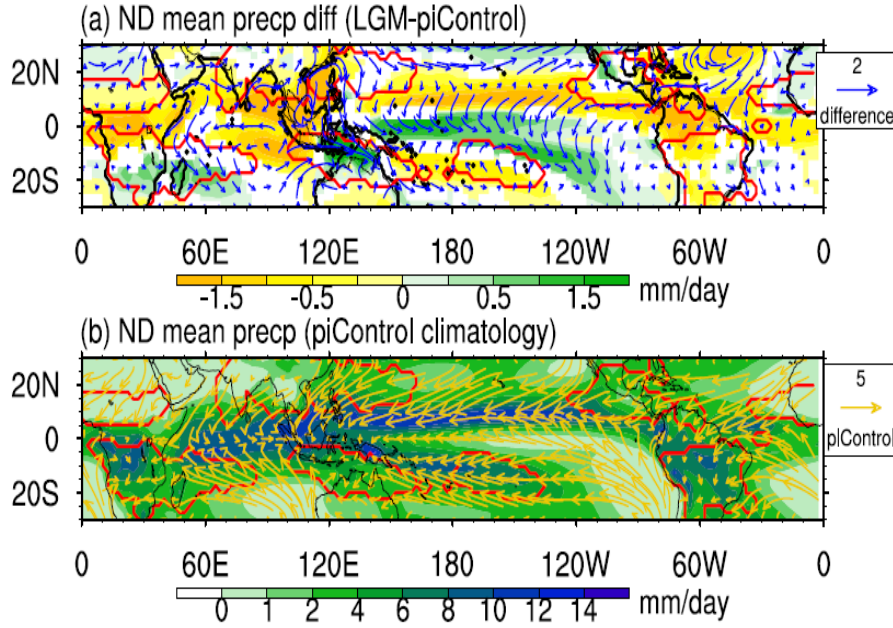 (a) ND mean precp diff (LGM-piControl)
20N
0
20S
2
difference
0 60E 120E 180 120W 60W 0
-1.5 -0.5 0 0.5 1.5 mm/day
(b) ND mean precp (piControl climatology)
20N
0
20S
5
piControl
0 60E 120E 180 120W 60W 0
0 1 2 4 6 8 10 12 14 mm/day